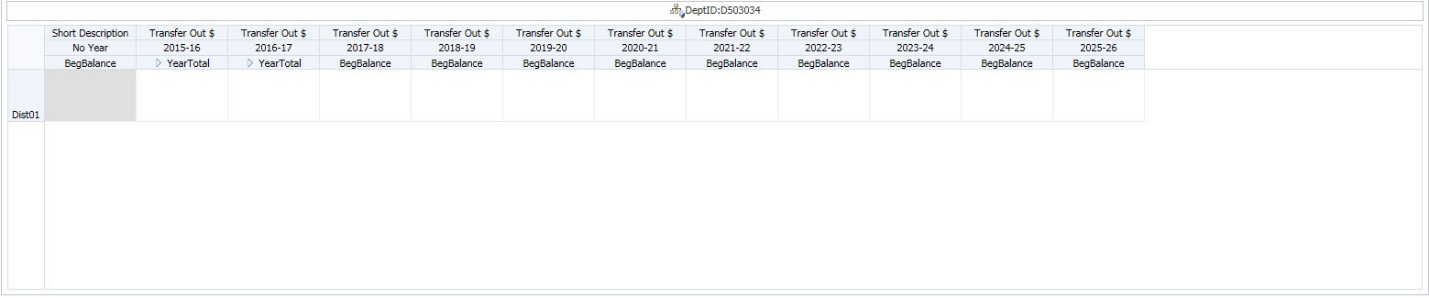 DeptID:D503034
Short Description Transfer Out $ Transfer Out $ Transfer Out $ Transfer Out $ Transfer Out $ Transfer Out $ Transfer Out $ Transfer Out $ Transfer Out $ Transfer Out $ Transfer Out $
No Year 2015-16 2016-17 2017-18 2018-19 2019-20 2020-21 2021-22 2022-23 2023-24 2024-25 2025-26
BegBalance YearTotal YearTotal BegBalance BegBalance BegBalance BegBalance BegBalance BegBalance BegBalance BegBalance BegBalance
Dist01